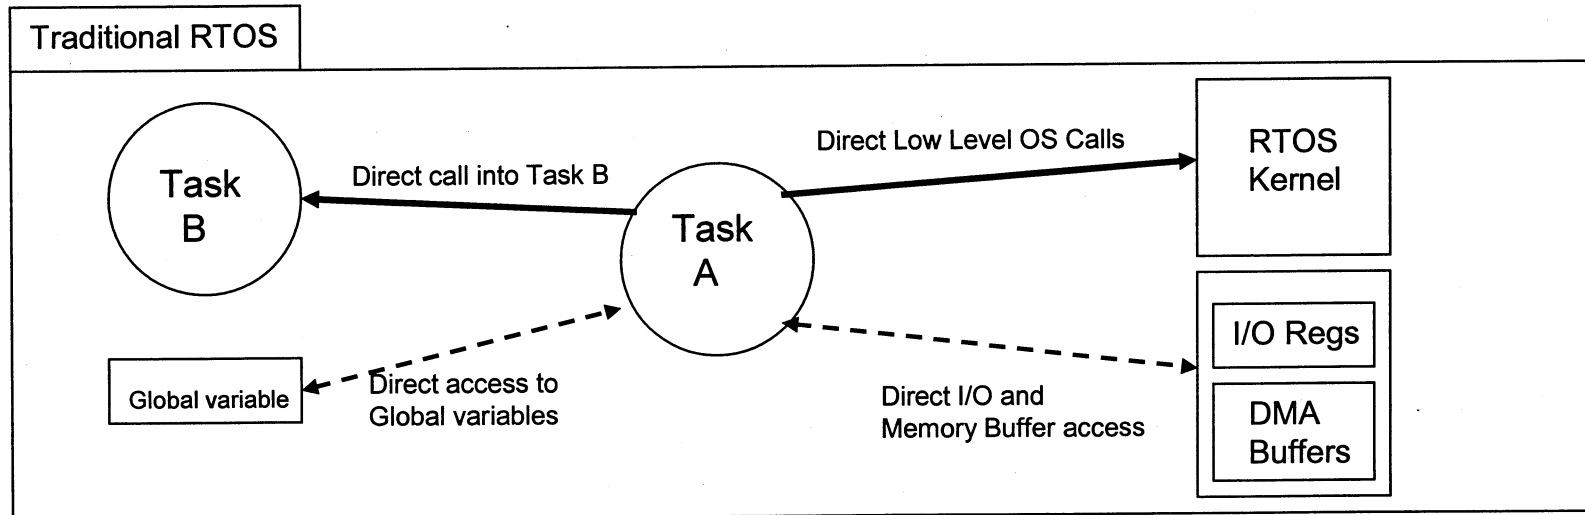 Traditional RTOS
Task
B
Direct call into Task B
Task
A
Direct Low Level OS Calls
RTOS
Kernel
Global variable
Direct access to
Global variables
Direct I/O and
Memory Buffer access
I/O Regs
DMA
Buffers